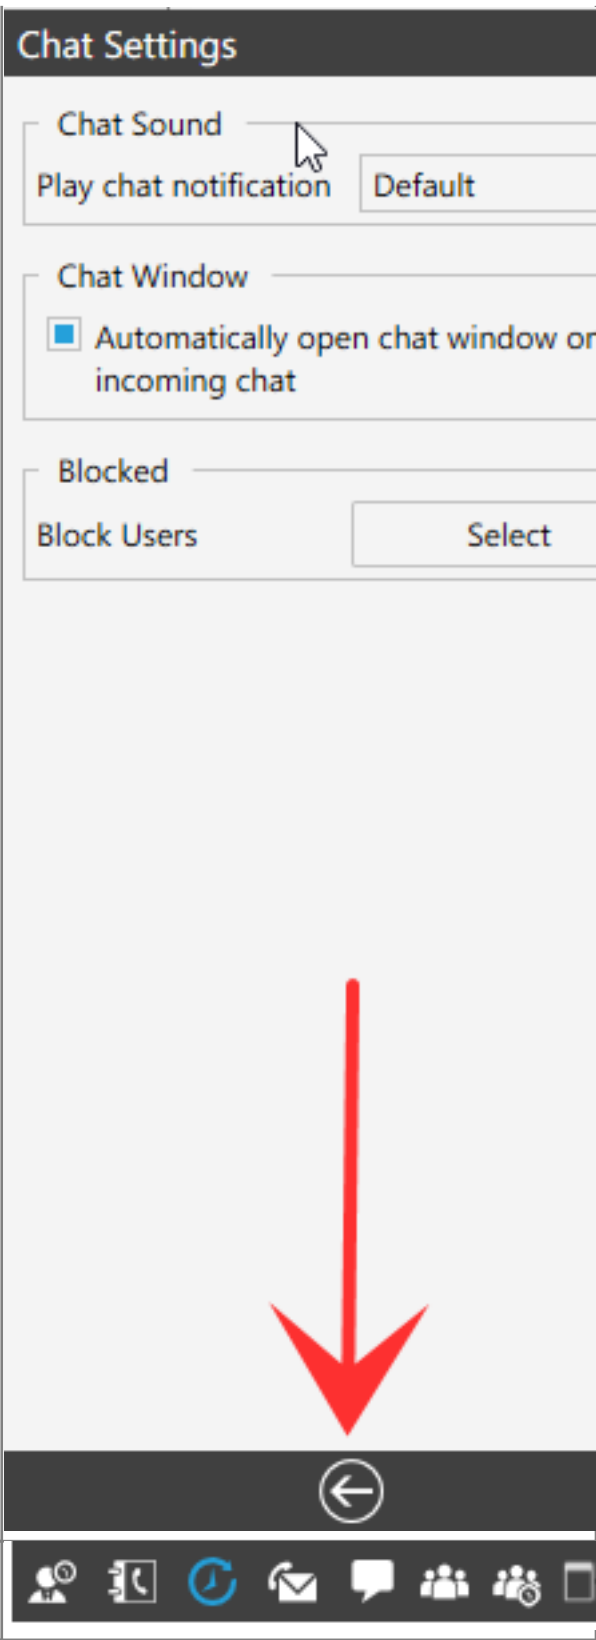 Chat Settings
Chat Sound
Play chat notification Default
Chat Window
Automatically open chat window on
incoming chat
Blocked
Block Users Select